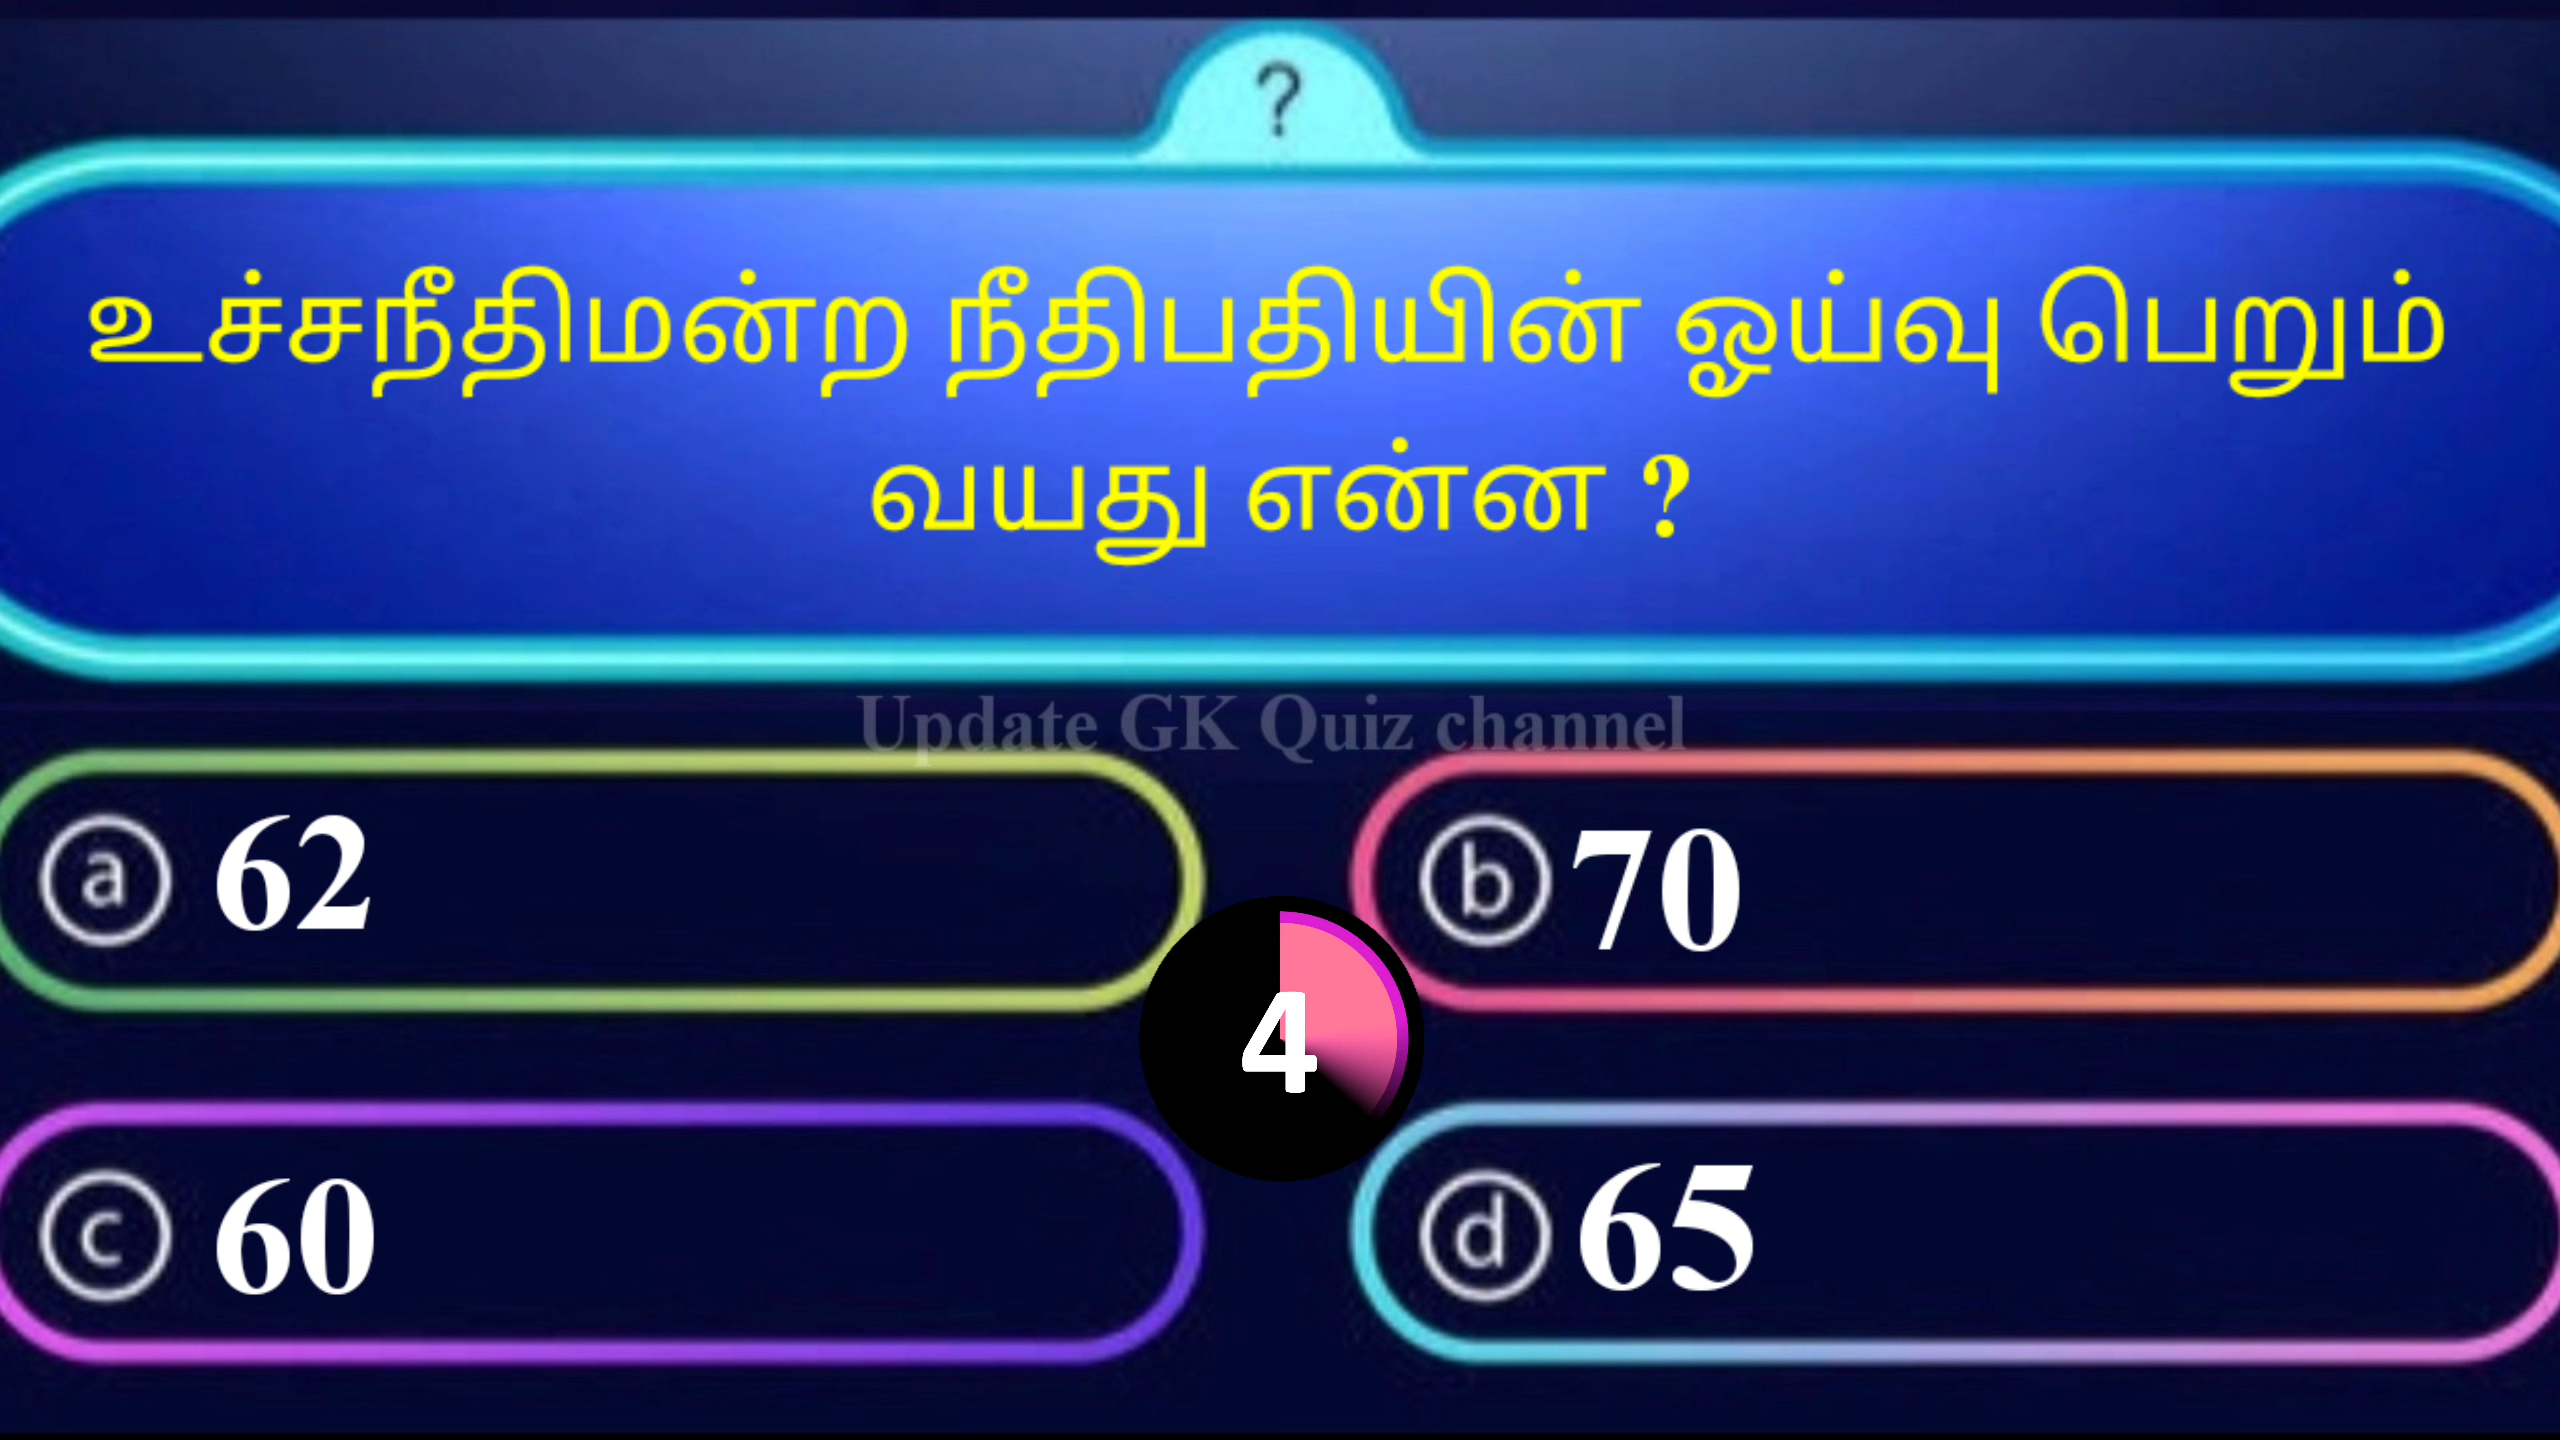 ?
உச்சநீதிமன்ற நீதிபதியின் ஓய்வு பெறும்
வயது என்ன ?
Update GK Quiz channel
a 62
b 70
4
c 60
d 65